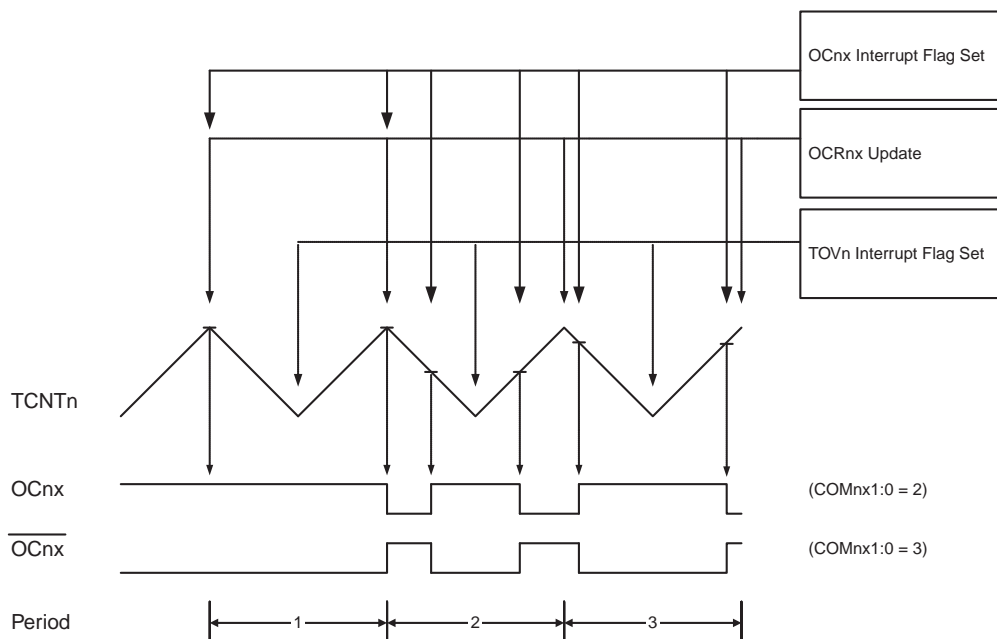 OCnx Interrupt Flag Set
OCRnx Update
TOVn Interrupt Flag Set
TCNTn
OCnx
(COMnx1:0 = 2)
OCnx
(COMnx1:0 = 3)
Period
1
2
3